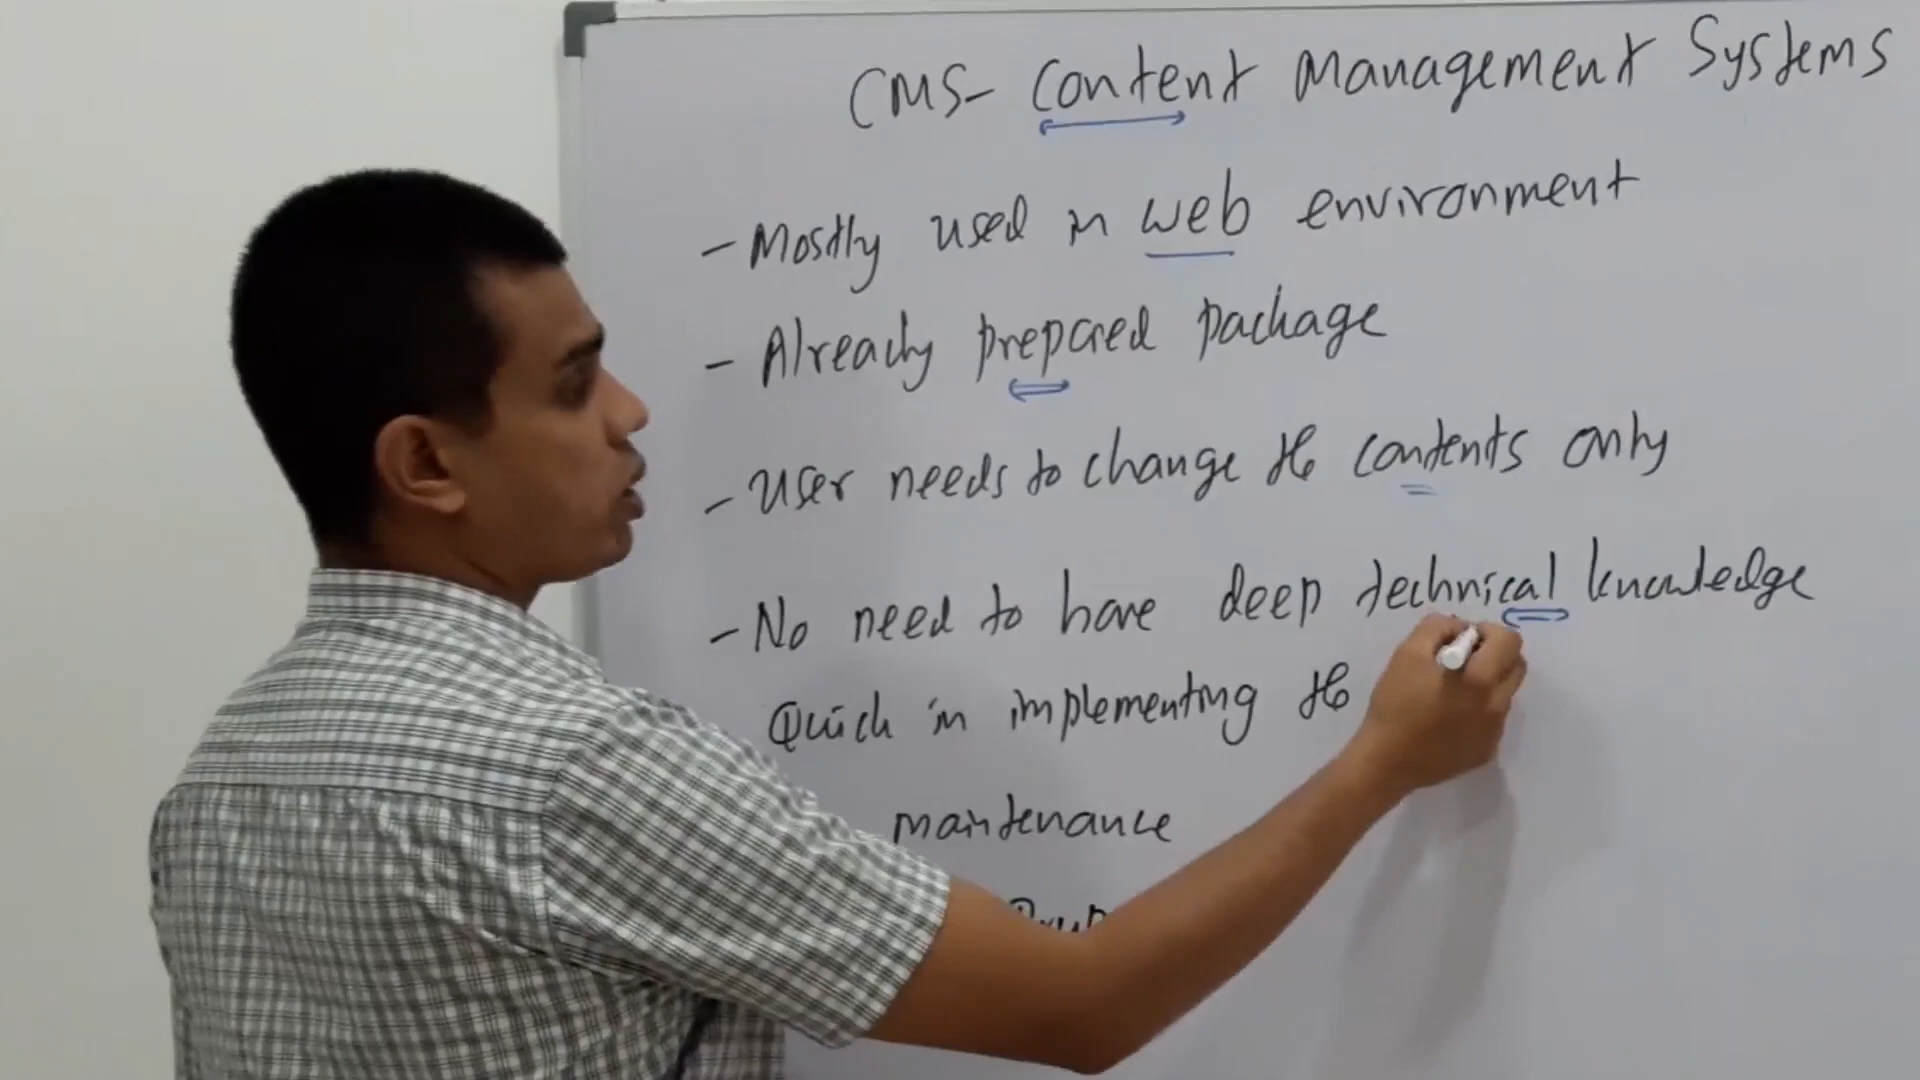 CMS- Content Management Systems
- Mostly used in web environment
- Already prepared package
- User needs to change the contents only
- No need to have deep technical knowledge
Quick in implementing the
maintenance
Drup